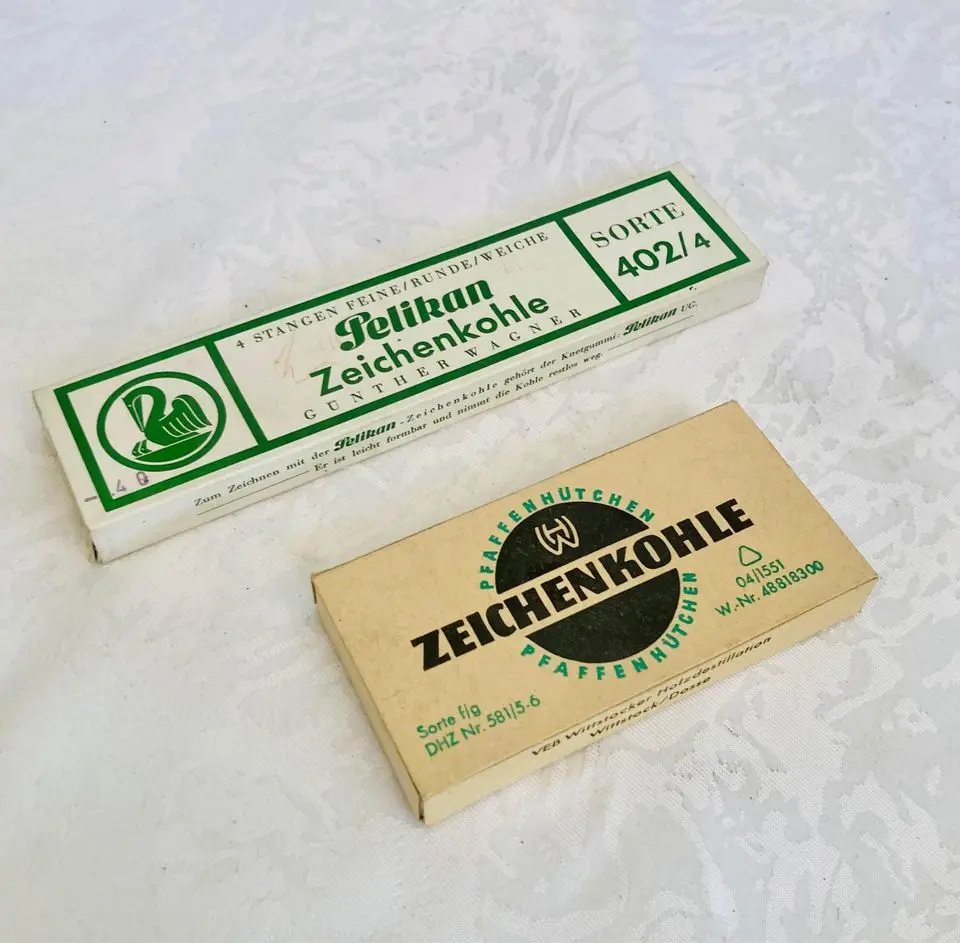 4 STANGEN FEINE/RUNDE/WEICHE
Pelikan
Zeichenkohle
GÜNTHER WAGNER
SORTE
402/4
-.48
Zum Zeichnen mit der Pelikan-Zeichenkohle gehört der Knetgummi: Pelikan UG.
Er ist leicht formbar und nimmt die Kohle restlos weg.
PFAFFENHÜTCHEN
W
ZEICHENKOHLE
PFAFFENHÜTCHEN
04/1551
W.-Nr. 48818300
Sorte f/g
DHZ Nr. 581/5-6
VEB Wittstocker Holzdestillation
Wittstock/Dosse